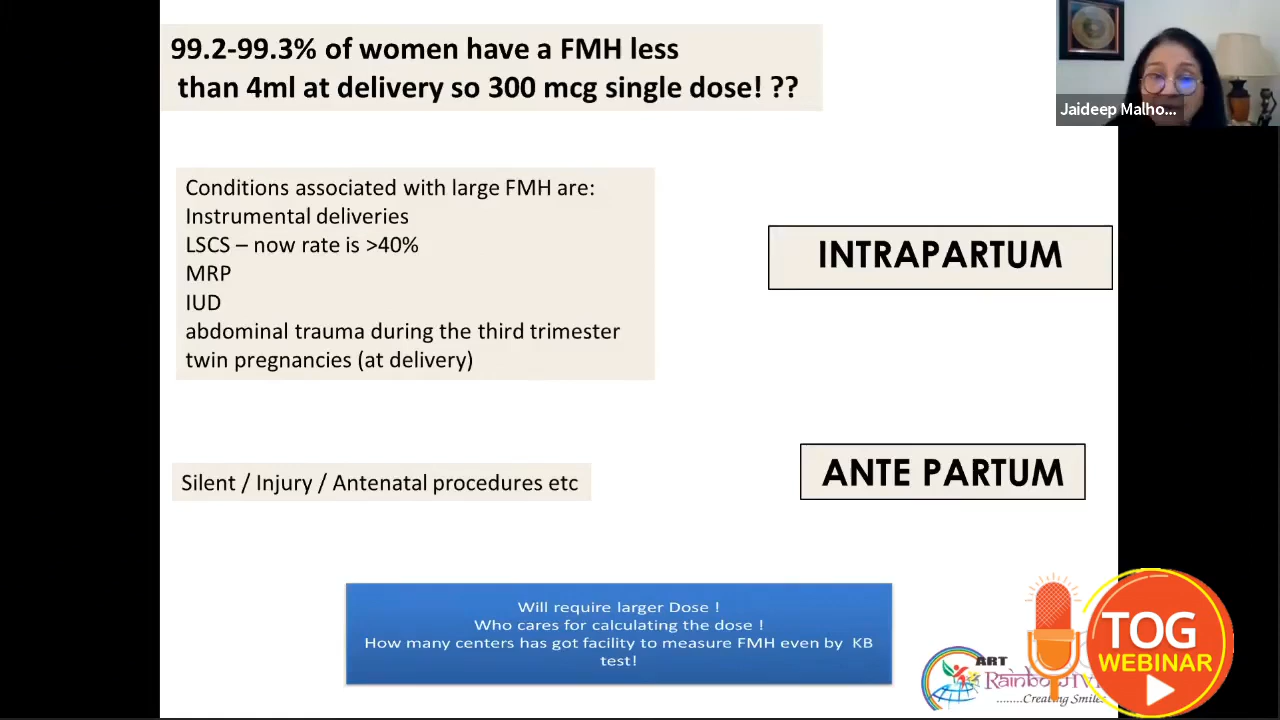 99.2-99.3% of women have a FMH less
than 4ml at delivery so 300 mcg single dose! ??
Jaideep Malho...
Conditions associated with large FMH are:
Instrumental deliveries
LSCS – now rate is >40%
MRP
IUD
abdominal trauma during the third trimester
twin pregnancies (at delivery)
INTRAPARTUM
Silent / Injury / Antenatal procedures etc
ANTE PARTUM
Will require larger Dose !
Who cares for calculating the dose !
How many centers has got facility to measure FMH even by KB
test!
ART
Rainbow IV
........Creating Smiles
TOG
WEBINAR